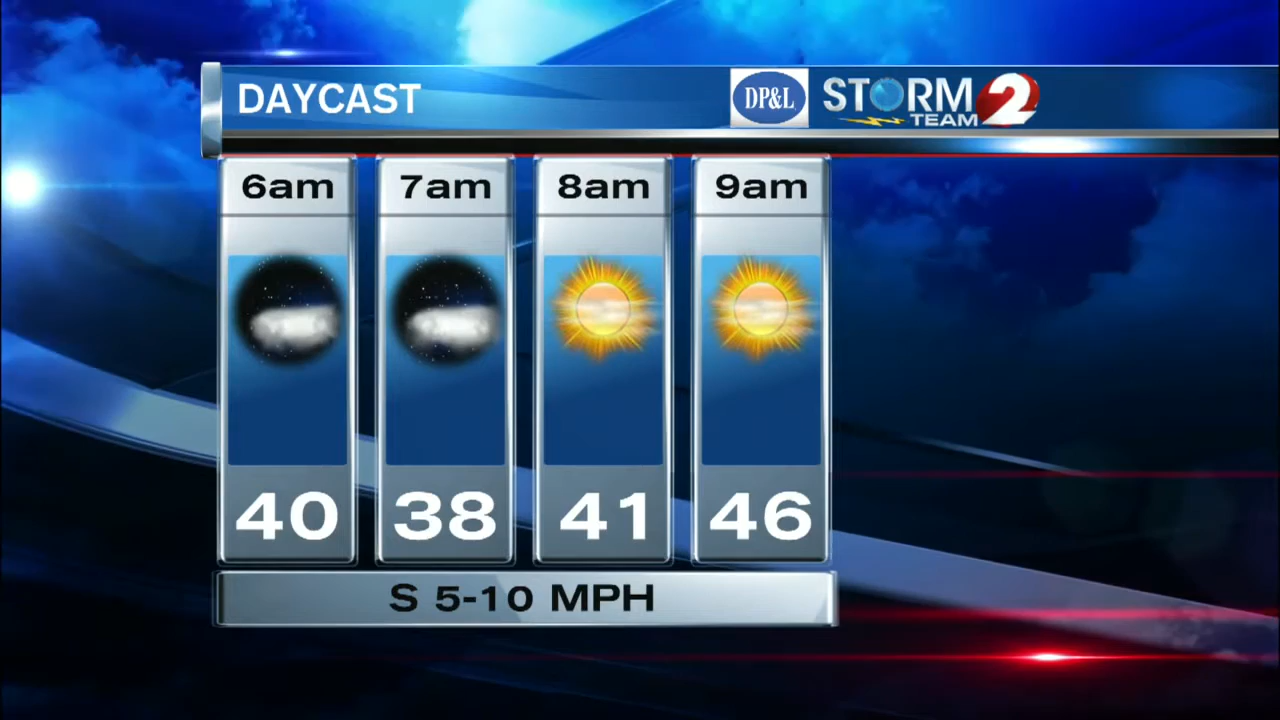 DAYCAST
DP&L
STORM
TEAM 2
6am 7am 8am 9am
40 38 41 46
S 5-10 MPH